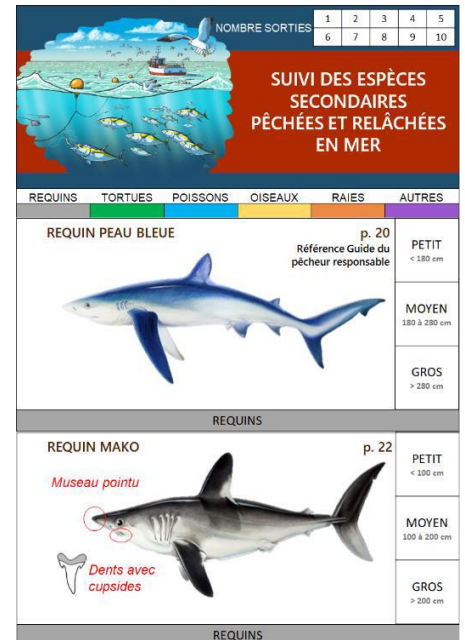 NOMBRE SORTIES
1 2 3 4 5
6 7 8 9 10
SUIVI DES ESPÈCES
SECONDAIRES
PÊCHÉES ET RELÂCHÉES
EN MER
REQUINS TORTUES POISSONS OISEAUX RAIES AUTRES
REQUIN PEAU BLEUE p. 20
Référence Guide du
pêcheur responsable
PETIT
< 180 cm
MOYEN
180 à 280 cm
GROS
> 280 cm
REQUINS
REQUIN MAKO p. 22
Museau pointu
Dents avec
cupsides
PETIT
< 100 cm
MOYEN
100 à 200 cm
GROS
> 200 cm
REQUINS